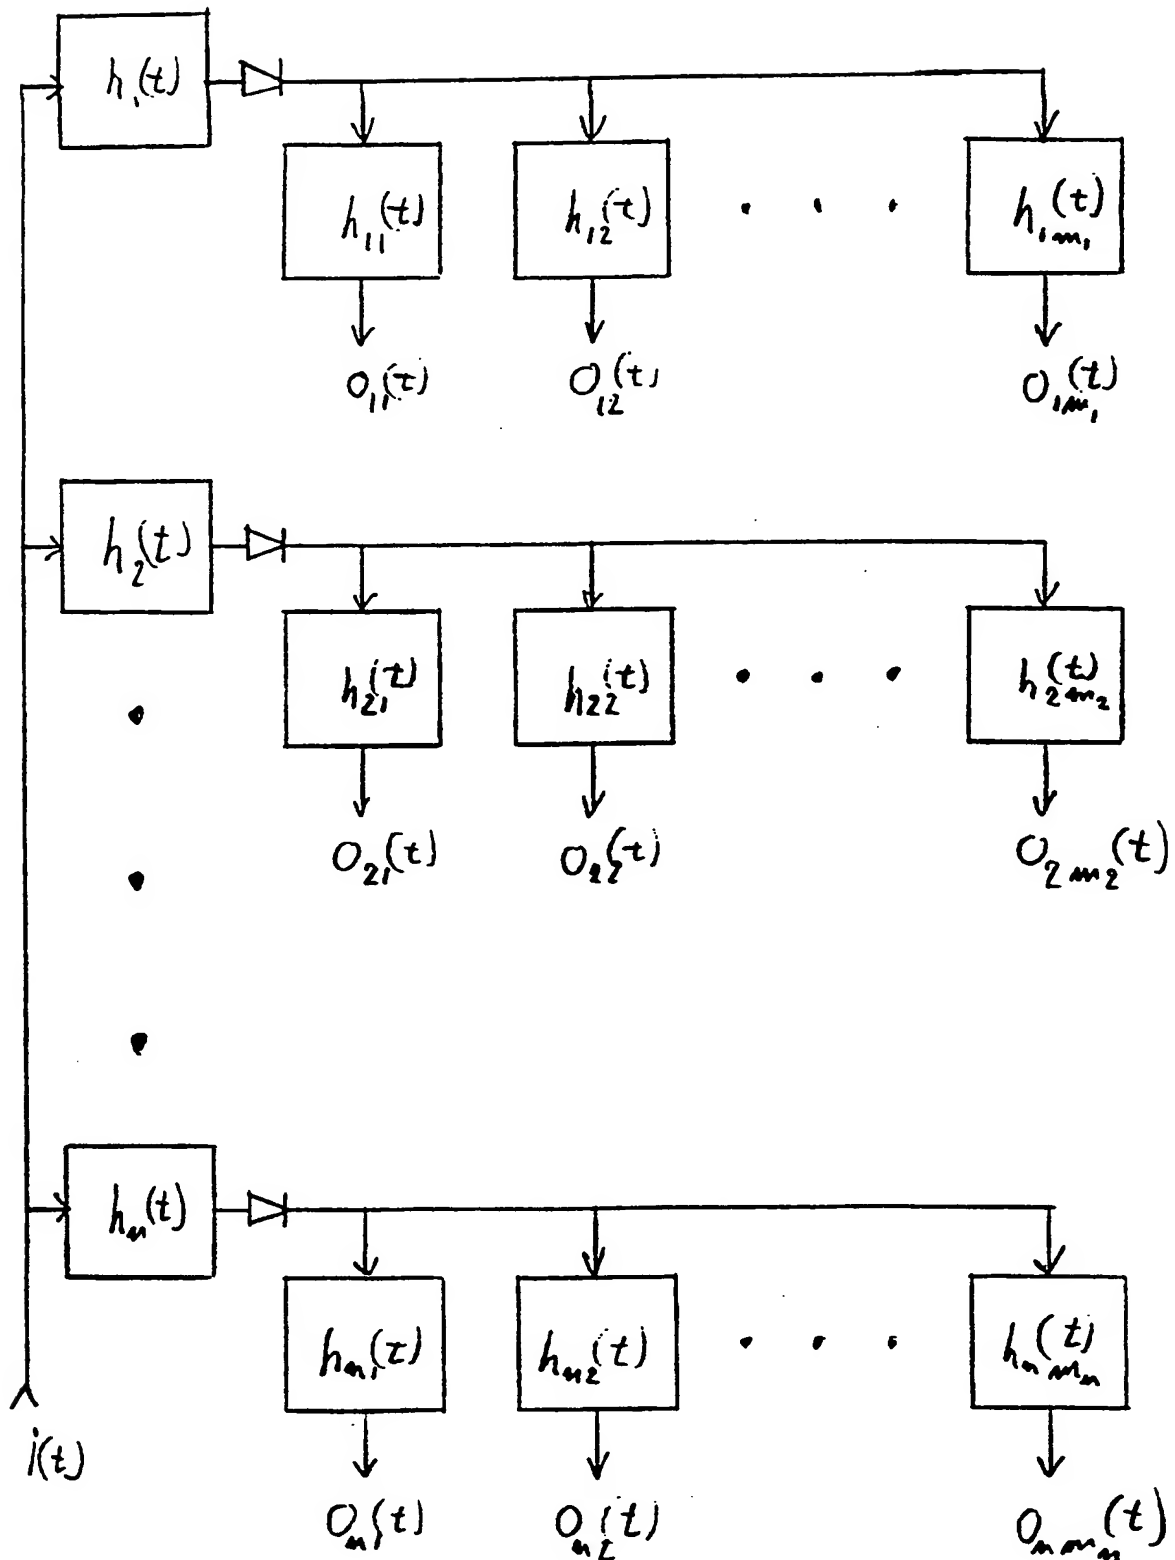 h₁(t)
h₁₁(t) h₁₂(t) . . . h₁ₘ₁(t)
O₁₁(t) O₁₂(t) O₁ₘ₁(t)
h₂(t)
h₂₁(t) h₂₂(t) . . . h₂ₘ₂(t)
O₂₁(t) O₂₂(t) O₂ₘ₂(t)
hₙ(t)
hₙ₁(t) hₙ₂(t) . . . hₙₘₙ(t)
i(t)
Oₙ₁(t) Oₙ₂(t) Oₙₘₙ(t)